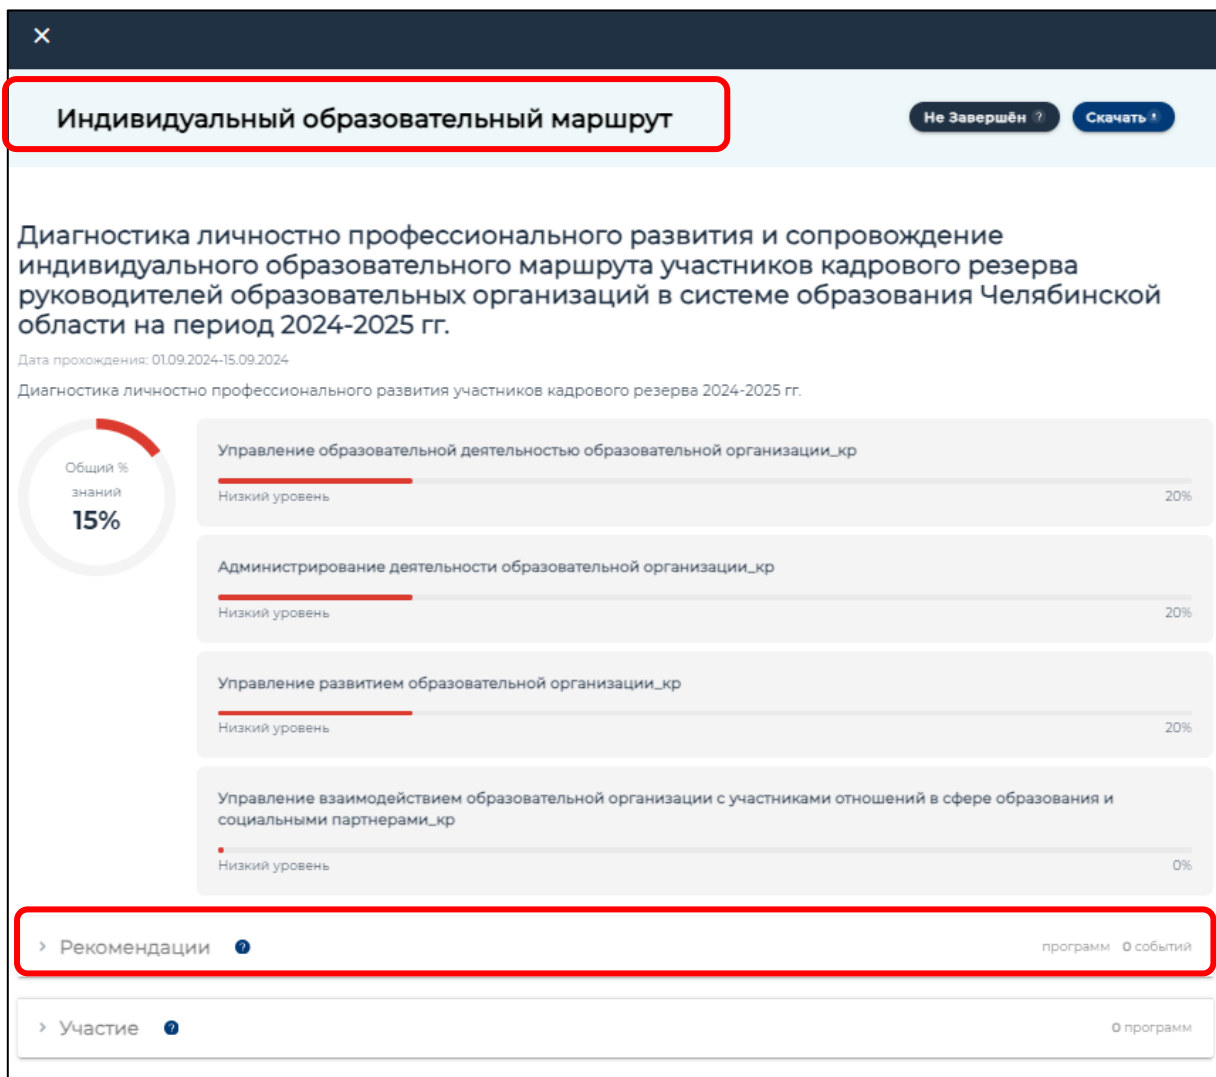 Индивидуальный образовательный маршрут
Не Завершён ?
Скачать
Диагностика личностно профессионального развития и сопровождение
индивидуального образовательного маршрута участников кадрового резерва
руководителей образовательных организаций в системе образования Челябинской
области на период 2024-2025 гг.
Дата прохождения: 01.09.2024-15.09.2024
Диагностика личностно профессионального развития участников кадрового резерва 2024-2025 гг.
Общий %
знаний
15%
Управление образовательной деятельностью образовательной организации_кр
Низкий уровень 20%
Администрирование деятельности образовательной организации_кр
Низкий уровень 20%
Управление развитием образовательной организации_кр
Низкий уровень 20%
Управление взаимодействием образовательной организации с участниками отношений в сфере образования и
социальными партнерами_кр
Низкий уровень 0%
Рекомендации ? программ 0 событий
Участие ? 0 программ